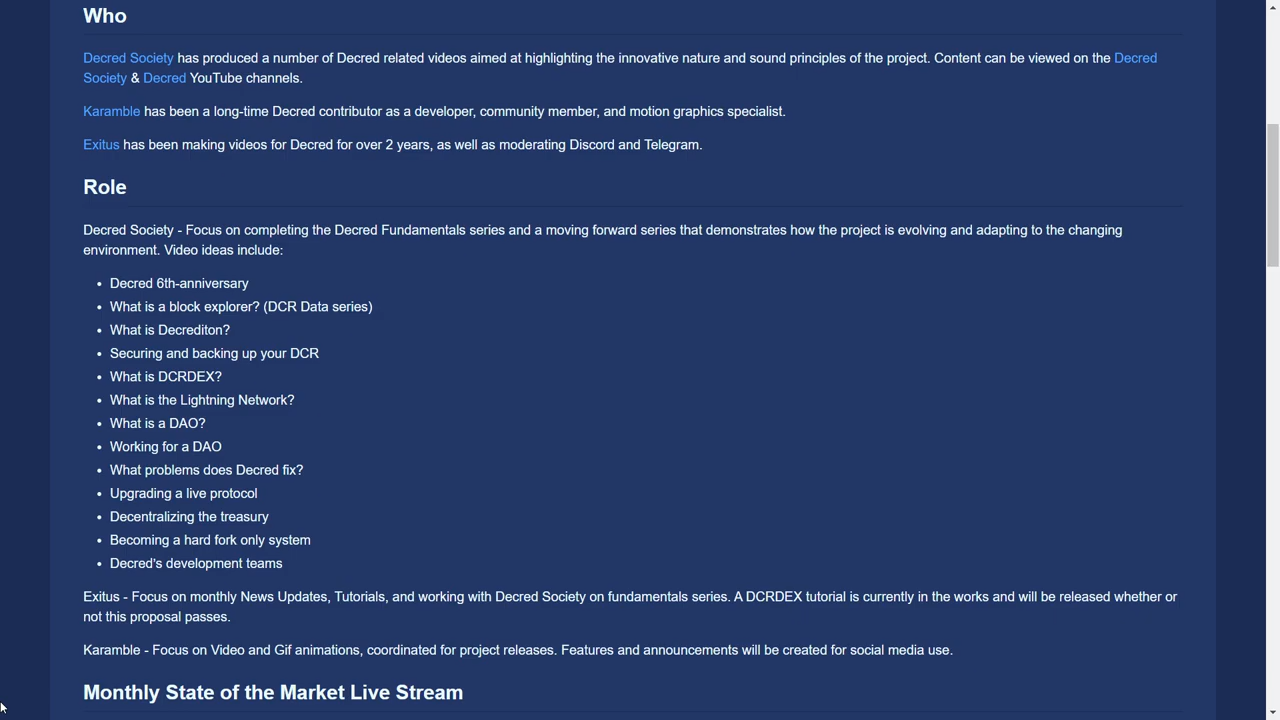 Who
Decred Society has produced a number of Decred related videos aimed at highlighting the innovative nature and sound principles of the project. Content can be viewed on the Decred
Society & Decred YouTube channels.
Karamble has been a long-time Decred contributor as a developer, community member, and motion graphics specialist.
Exitus has been making videos for Decred for over 2 years, as well as moderating Discord and Telegram.
Role
Decred Society - Focus on completing the Decred Fundamentals series and a moving forward series that demonstrates how the project is evolving and adapting to the changing
environment. Video ideas include:
• Decred 6th-anniversary
• What is a block explorer? (DCR Data series)
• What is Decrediton?
• Securing and backing up your DCR
• What is DCRDEX?
• What is the Lightning Network?
• What is a DAO?
• Working for a DAO
• What problems does Decred fix?
• Upgrading a live protocol
• Decentralizing the treasury
• Becoming a hard fork only system
• Decred's development teams
Exitus - Focus on monthly News Updates, Tutorials, and working with Decred Society on fundamentals series. A DCRDEX tutorial is currently in the works and will be released whether or
not this proposal passes.
Karamble - Focus on Video and Gif animations, coordinated for project releases. Features and announcements will be created for social media use.
Monthly State of the Market Live Stream